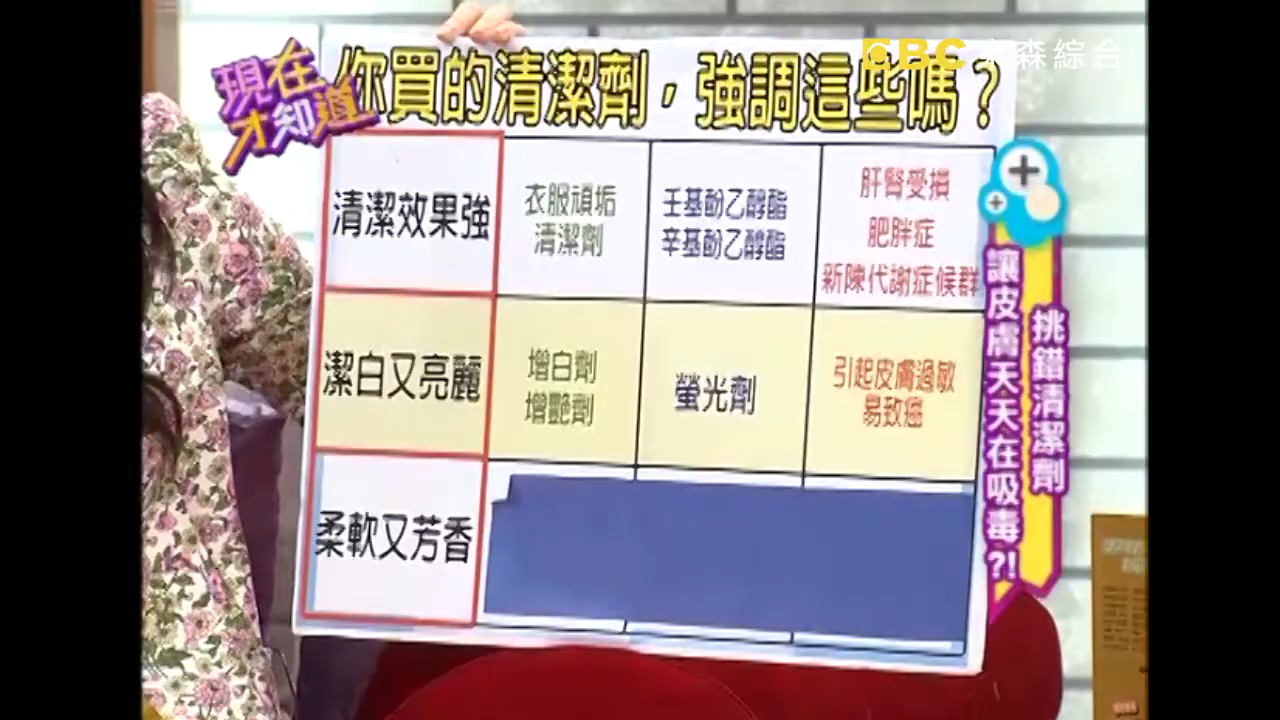 EBC 東森綜合
現在
才知道
你買的清潔劑，強調這些嗎？
清潔效果強
衣服頑垢
清潔劑
壬基酚乙醇酯
辛基酚乙醇酯
肝腎受損
肥胖症
新陳代謝症候群
潔白又亮麗
增白劑
增艷劑
螢光劑
引起皮膚過敏
易致癌
柔軟又芳香
挑錯清潔劑
讓皮膚天天在吸毒?!